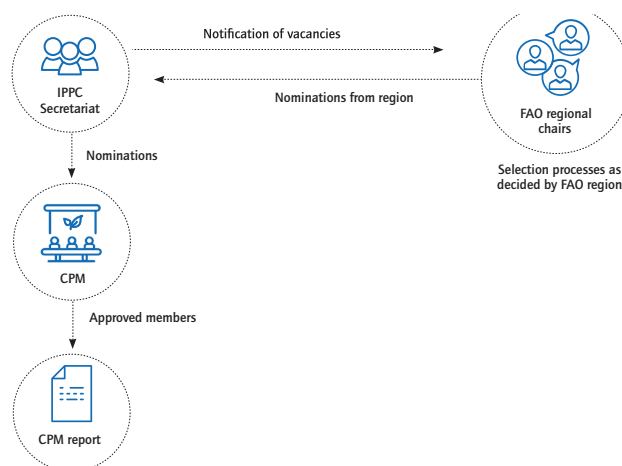 Notification of vacancies
IPPC
Secretariat
Nominations from region
FAO regional
chairs
Nominations
Selection processes as
decided by FAO region
CPM
Approved members
CPM report